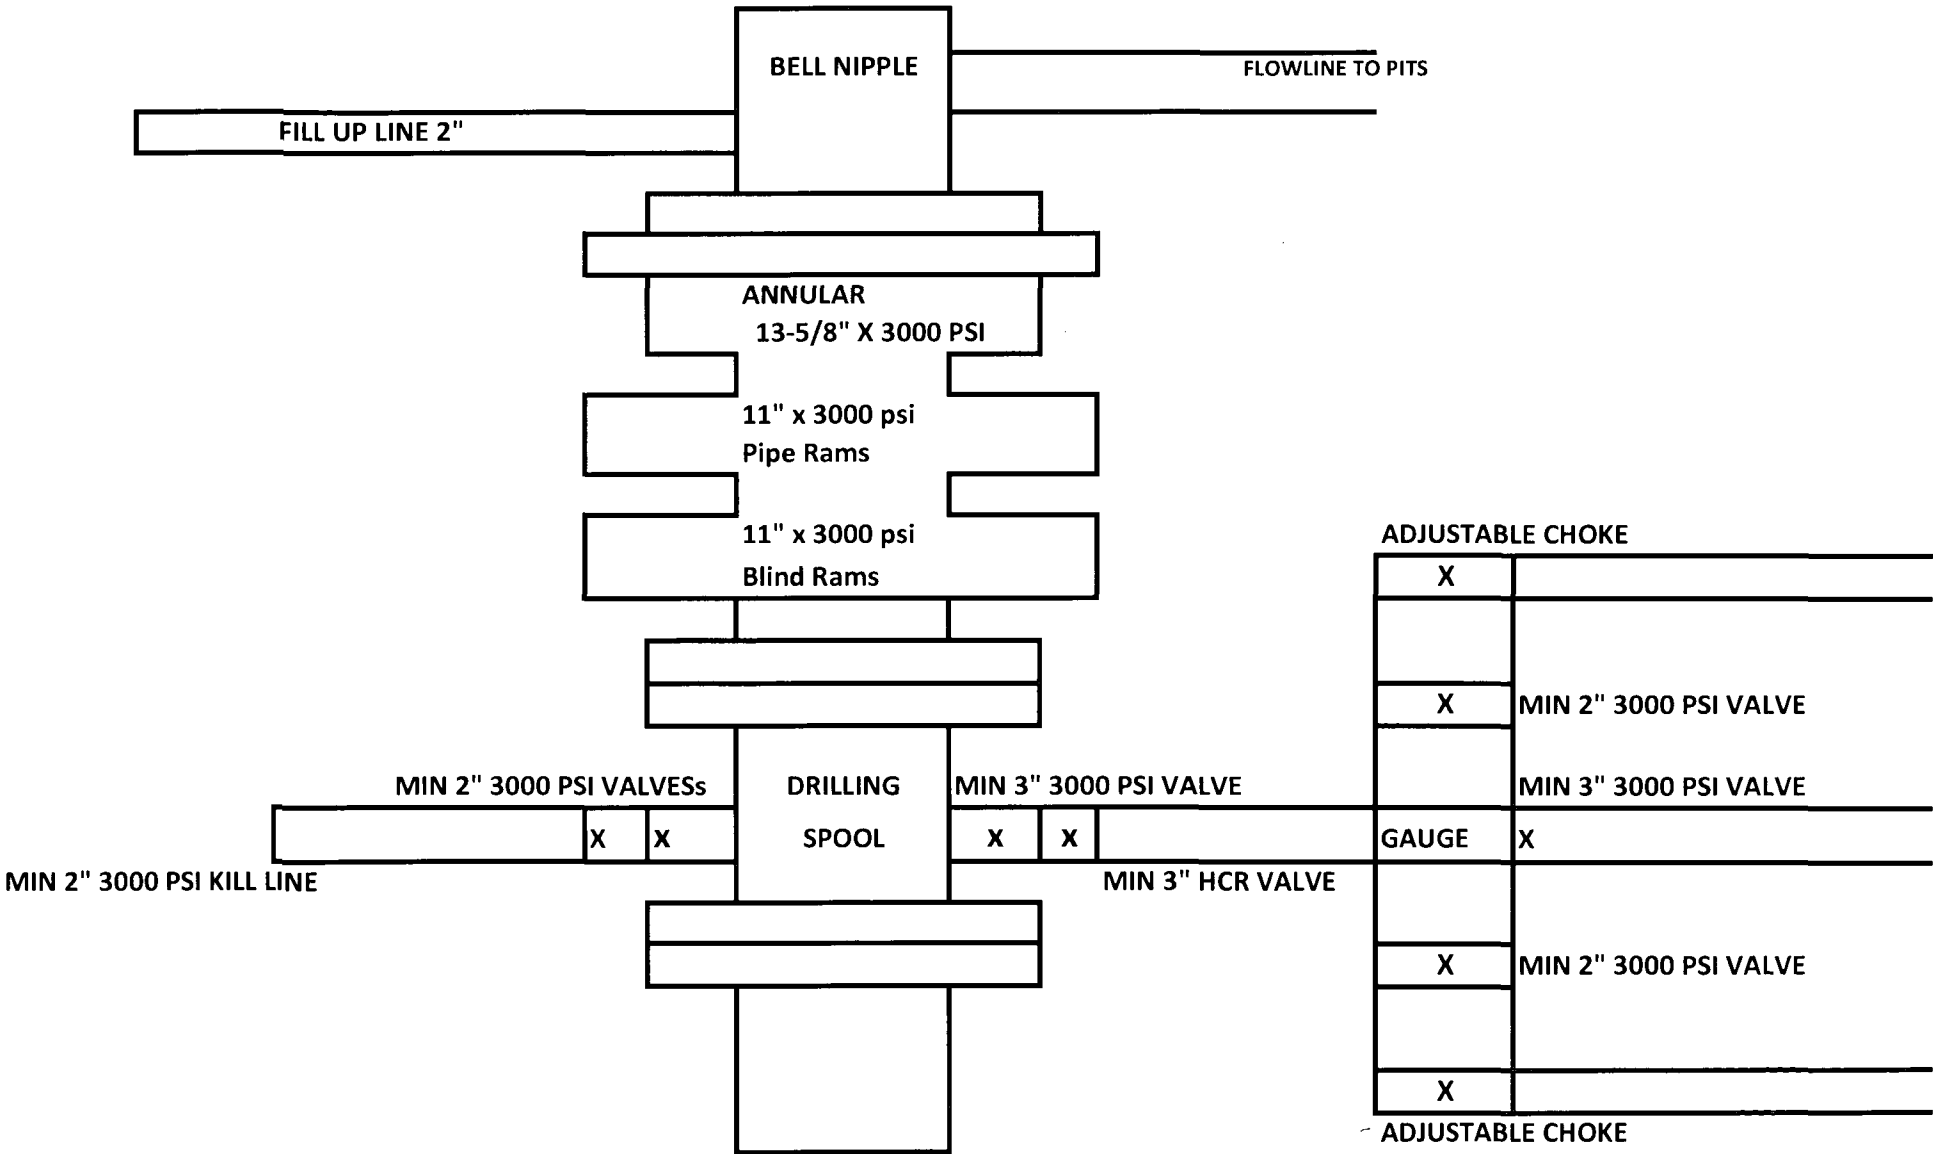 BELL NIPPLE
FLOWLINE TO PITS
FILL UP LINE 2"
ANNULAR
13-5/8" X 3000 PSI
11" x 3000 psi
Pipe Rams
11" x 3000 psi
Blind Rams
ADJUSTABLE CHOKE
X
X
MIN 2" 3000 PSI VALVE
MIN 2" 3000 PSI VALVESs
DRILLING
MIN 3" 3000 PSI VALVE
MIN 3" 3000 PSI VALVE
X X
SPOOL
X X
GAUGE
X
MIN 2" 3000 PSI KILL LINE
MIN 3" HCR VALVE
X
MIN 2" 3000 PSI VALVE
X
ADJUSTABLE CHOKE